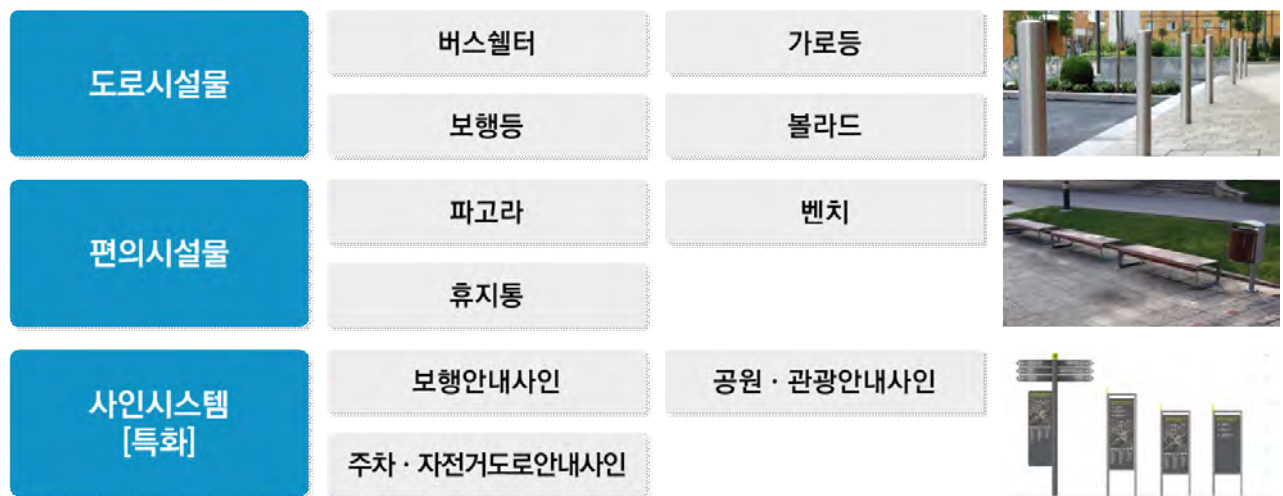 도로시설물
버스쉘터
가로등
보행등
볼라드
편의시설물
파고라
벤치
휴지통
사인시스템
[특화]
보행안내사인
공원 · 관광안내사인
주차 · 자전거도로안내사인